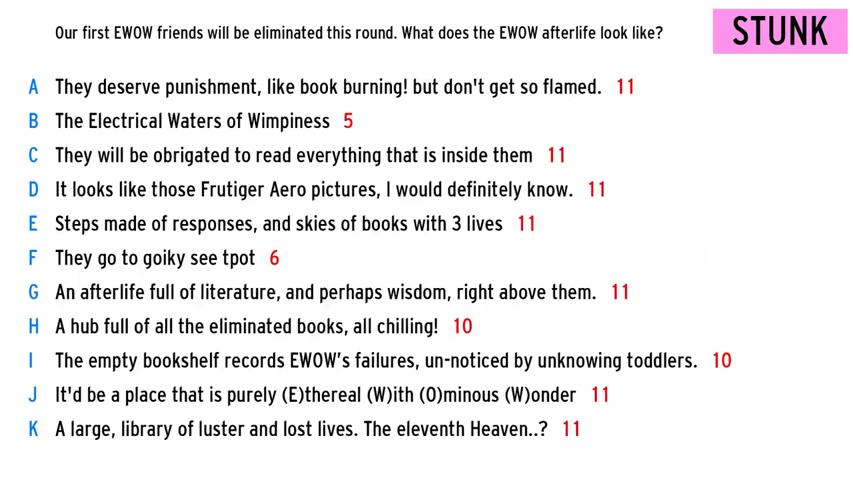 Our first EWOW friends will be eliminated this round. What does the EWOW afterlife look like?
STUNK
A They deserve punishment, like book burning! but don't get so flamed. 11
B The Electrical Waters of Wimpiness 5
C They will be obrigated to read everything that is inside them 11
D It looks like those Frutiger Aero pictures, I would definitely know. 11
E Steps made of responses, and skies of books with 3 lives 11
F They go to goiky see tpot 6
G An afterlife full of literature, and perhaps wisdom, right above them. 11
H A hub full of all the eliminated books, all chilling! 10
I The empty bookshelf records EWOW's failures, un-noticed by unknowing toddlers. 10
J It'd be a place that is purely (E)thereal (W)ith (O)minous (W)onder 11
K A large, library of luster and lost lives. The eleventh Heaven..? 11